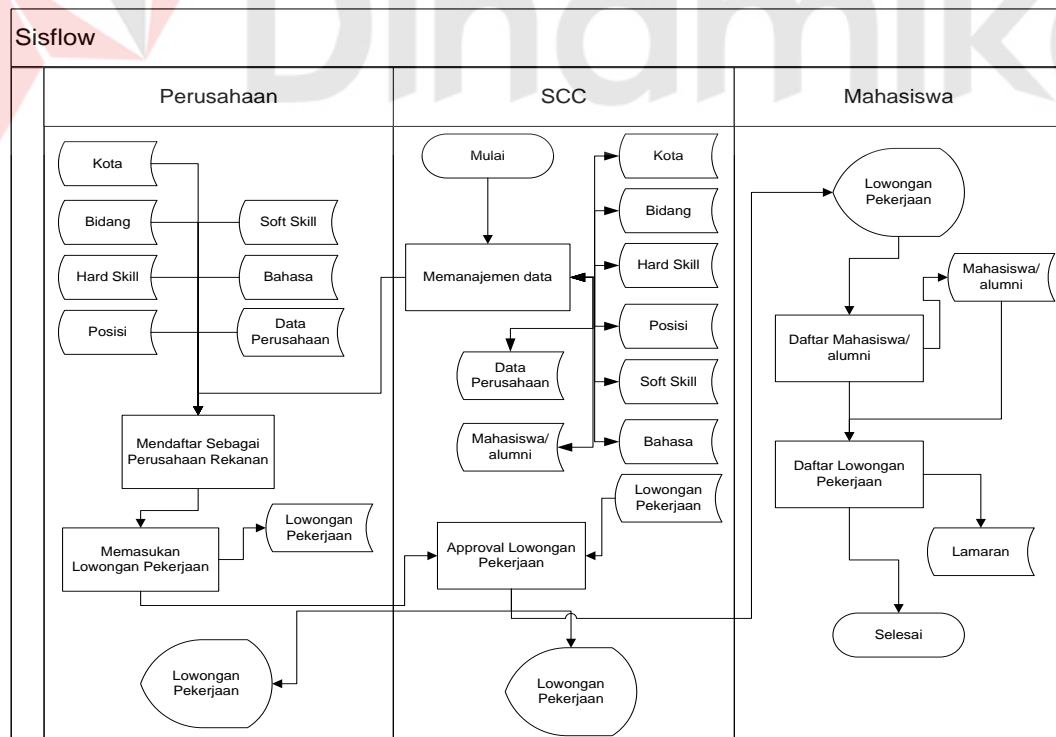 Dinamika
Sisflow
Perusahaan
SCC
Mahasiswa
Kota
Bidang
Soft Skill
Hard Skill
Bahasa
Posisi
Data
Perusahaan
Mendaftar Sebagai
Perusahaan Rekanan
Memasukan
Lowongan Pekerjaan
Lowongan
Pekerjaan
Lowongan
Pekerjaan
Mulai
Memanajemen data
Kota
Bidang
Hard Skill
Posisi
Data
Perusahaan
Soft Skill
Mahasiswa/
alumni
Bahasa
Lowongan
Pekerjaan
Approval Lowongan
Pekerjaan
Lowongan
Pekerjaan
Lowongan
Pekerjaan
Mahasiswa/
alumni
Daftar Mahasiswa/
alumni
Daftar Lowongan
Pekerjaan
Lamaran
Selesai